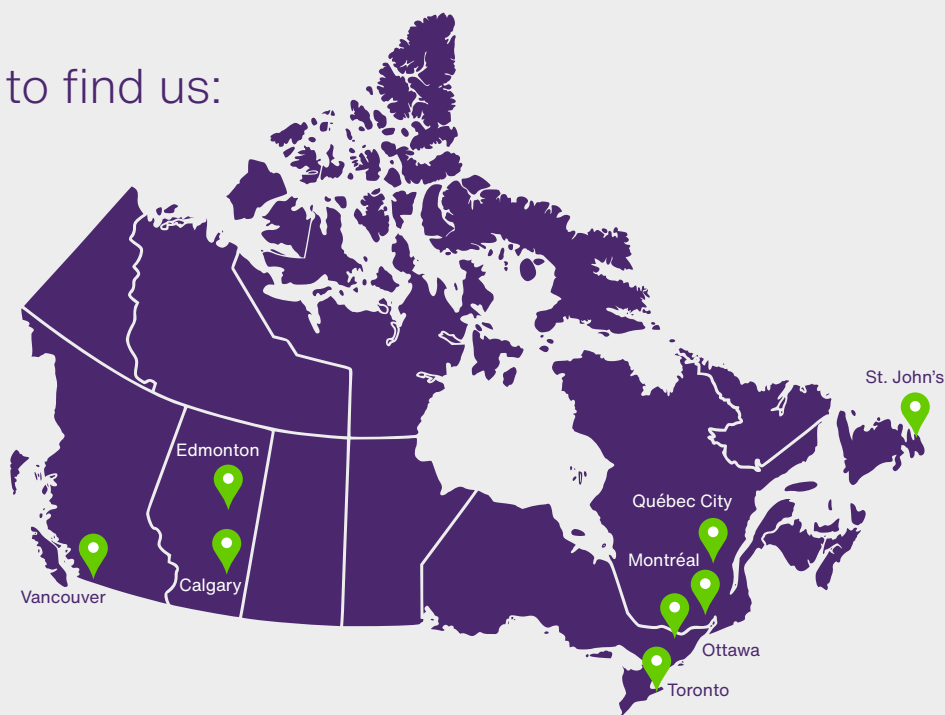 to find us:
St. John's
Edmonton
Québec City
Montréal
Calgary
Vancouver
Ottawa
Toronto